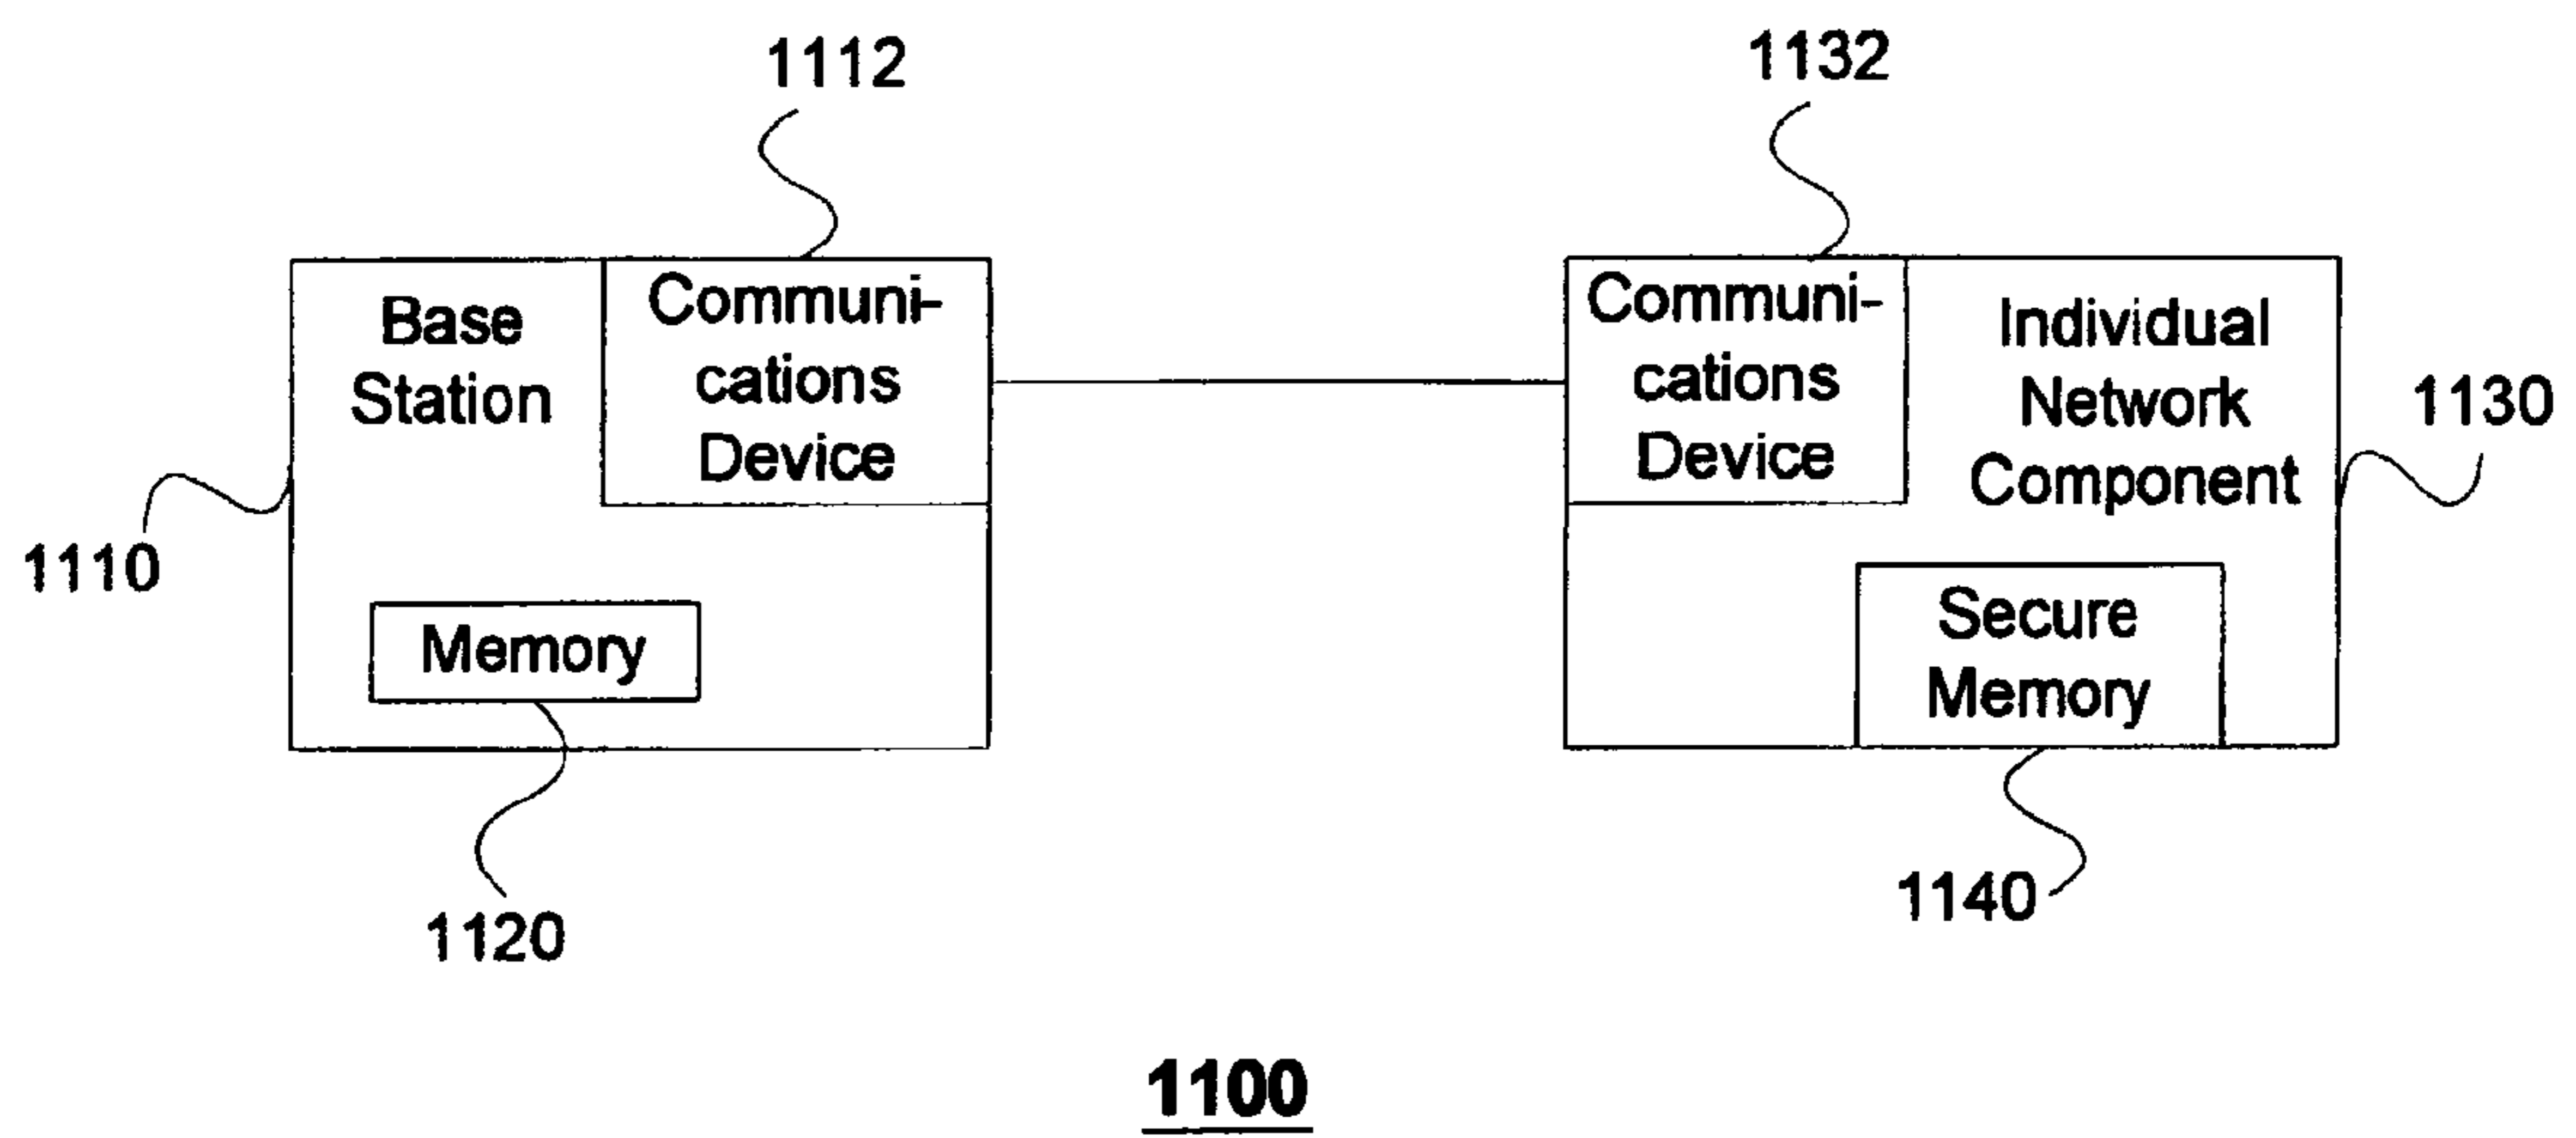 1112
1132
Base
Station
Communi-
cations
Device
Communi-
cations
Device
Individual
Network
Component
1130
1110
Memory
Secure
Memory
1120
1140
1100